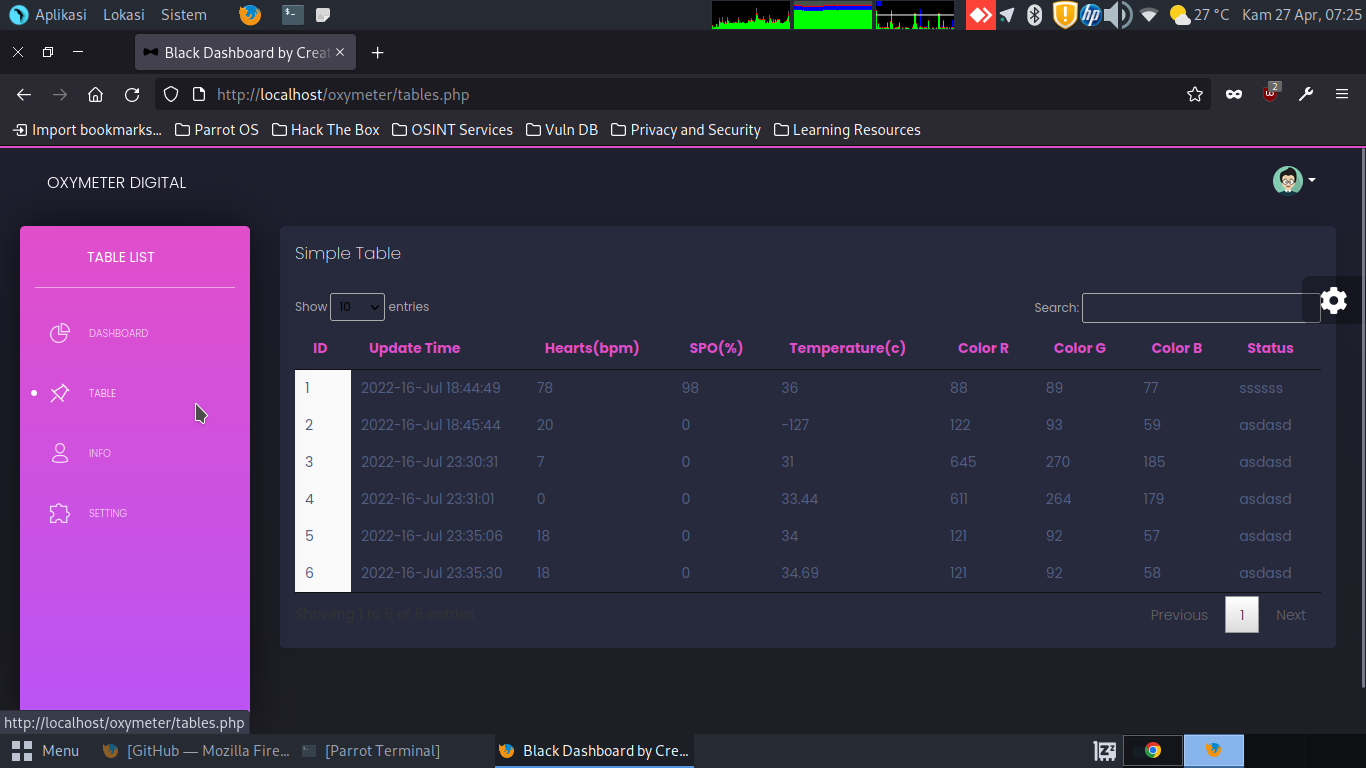 Aplikasi Lokasi Sistem 27 °C Kam 27 Apr, 07:25
Black Dashboard by Creat
http://localhost/oxymeter/tables.php 2
Import bookmarks... Parrot OS Hack The Box OSINT Services Vuln DB Privacy and Security Learning Resources
OXYMETER DIGITAL
TABLE LIST
DASHBOARD
TABLE
INFO
SETTING
Simple Table
Show 10 entries Search:
ID Update Time Hearts(bpm) SPO(%) Temperature(c) Color R Color G Color B Status
1 2022-16-Jul 18:44:49 78 98 36 88 89 77 ssssss
2 2022-16-Jul 18:45:44 20 0 -127 122 93 59 asdasd
3 2022-16-Jul 23:30:31 7 0 31 645 270 185 asdasd
4 2022-16-Jul 23:31:01 0 0 33.44 611 264 179 asdasd
5 2022-16-Jul 23:35:06 18 0 34 121 92 57 asdasd
6 2022-16-Jul 23:35:30 18 0 34.69 121 92 58 asdasd
Showing 1 to 6 of 6 entries Previous 1 Next
http://localhost/oxymeter/tables.php
Menu [GitHub — Mozilla Fire... [Parrot Terminal] Black Dashboard by Cre...